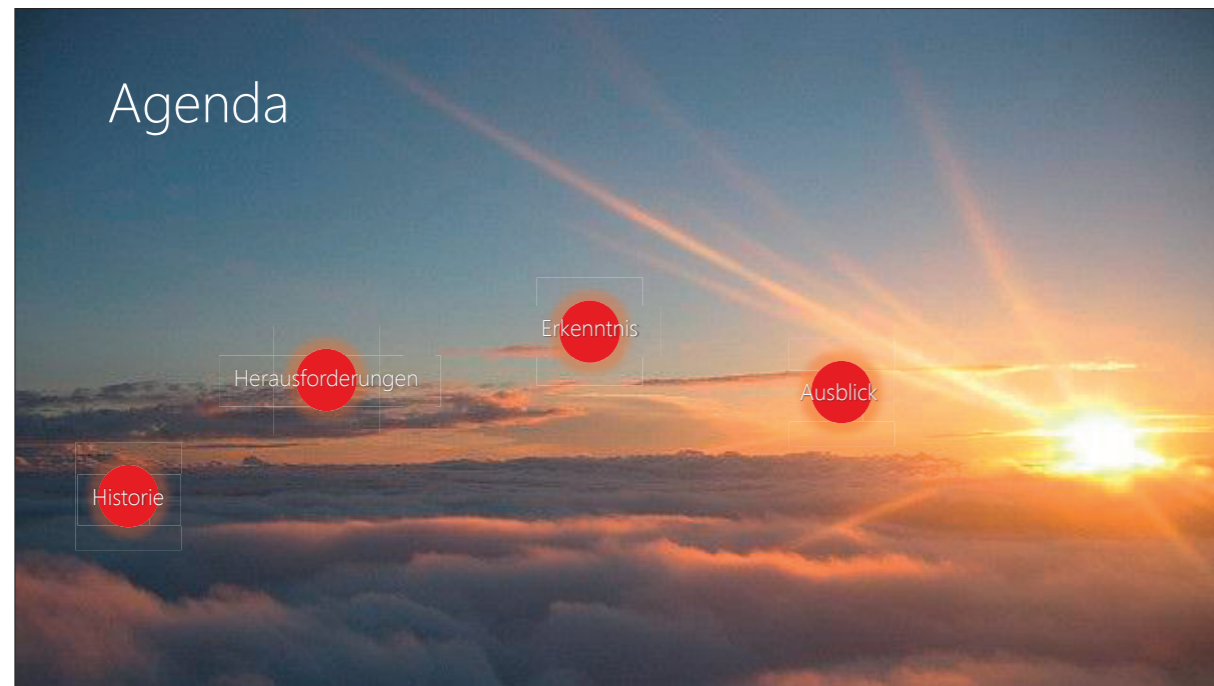 Agenda
Historie
Herausforderungen
Erkenntnis
Ausblick